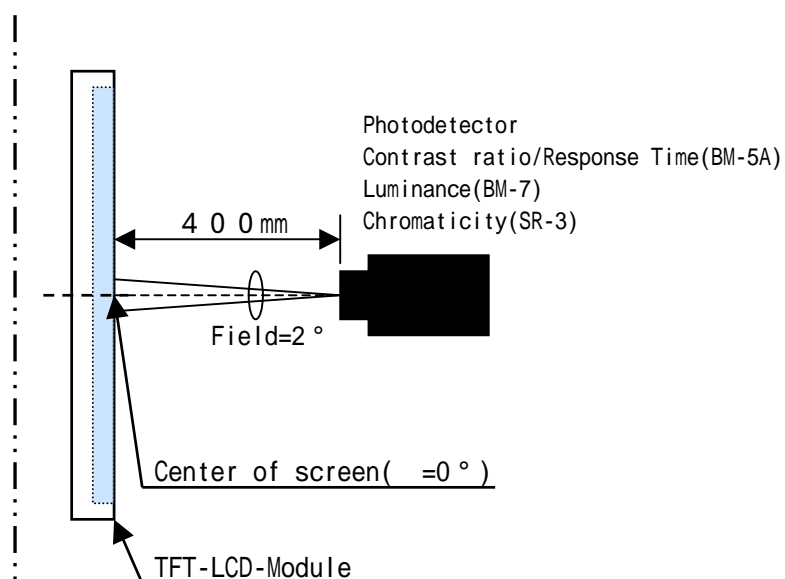 Photodetector
Contrast ratio/Response Time(BM-5A)
Luminance(BM-7)
Chromaticity(SR-3)
４００mm
Field=2°
Center of screen(　=0°)
TFT-LCD-Module